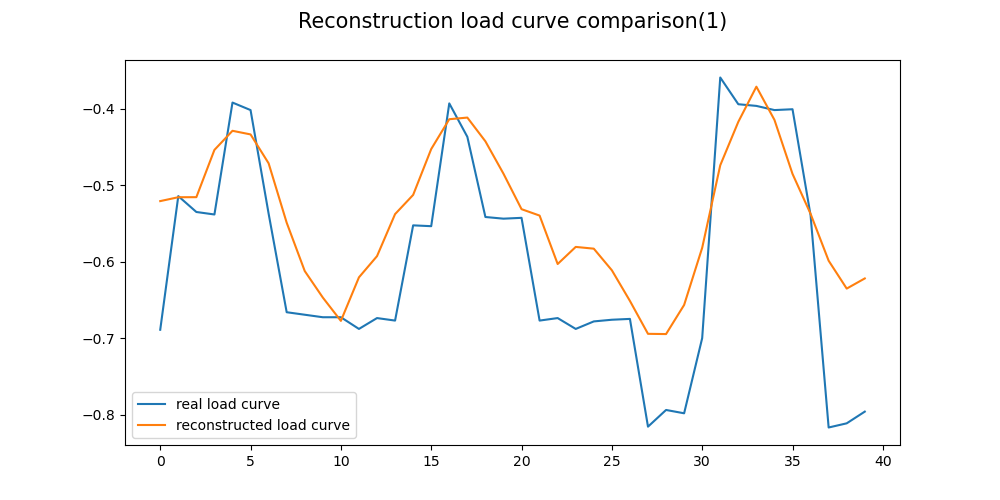 Reconstruction load curve comparison(1)
−0.4
−0.5
−0.6
−0.7
−0.8
real load curve
reconstructed load curve
0 5 10 15 20 25 30 35 40